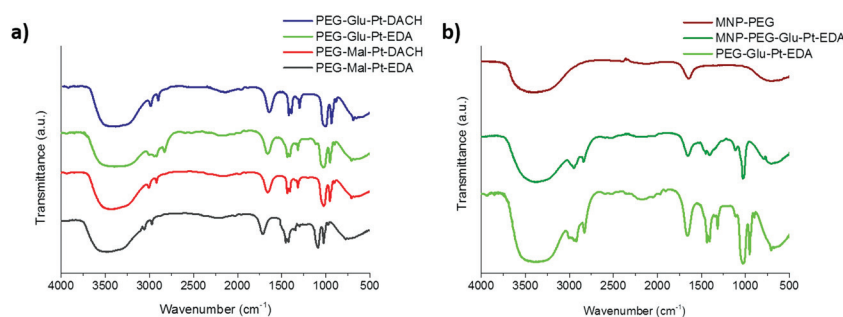 a)
PEG-Glu-Pt-DACH
PEG-Glu-Pt-EDA
PEG-Mal-Pt-DACH
PEG-Mal-Pt-EDA
Transmittance (a.u.)
4000 3500 3000 2500 2000 1500 1000 500
Wavenumber (cm⁻¹)
b)
MNP-PEG
MNP-PEG-Glu-Pt-EDA
PEG-Glu-Pt-EDA
Transmittance (a.u.)
4000 3500 3000 2500 2000 1500 1000 500
Wavenumber (cm⁻¹)